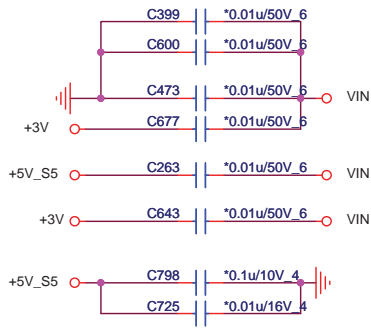 C399 *0.01u/50V_6
C600 *0.01u/50V_6
C473 *0.01u/50V_6 VIN
+3V C677 *0.01u/50V_6
+5V_S5 C263 *0.01u/50V_6 VIN
+3V C643 *0.01u/50V_6 VIN
+5V_S5 C798 *0.1u/10V_4
C725 *0.01u/16V_4